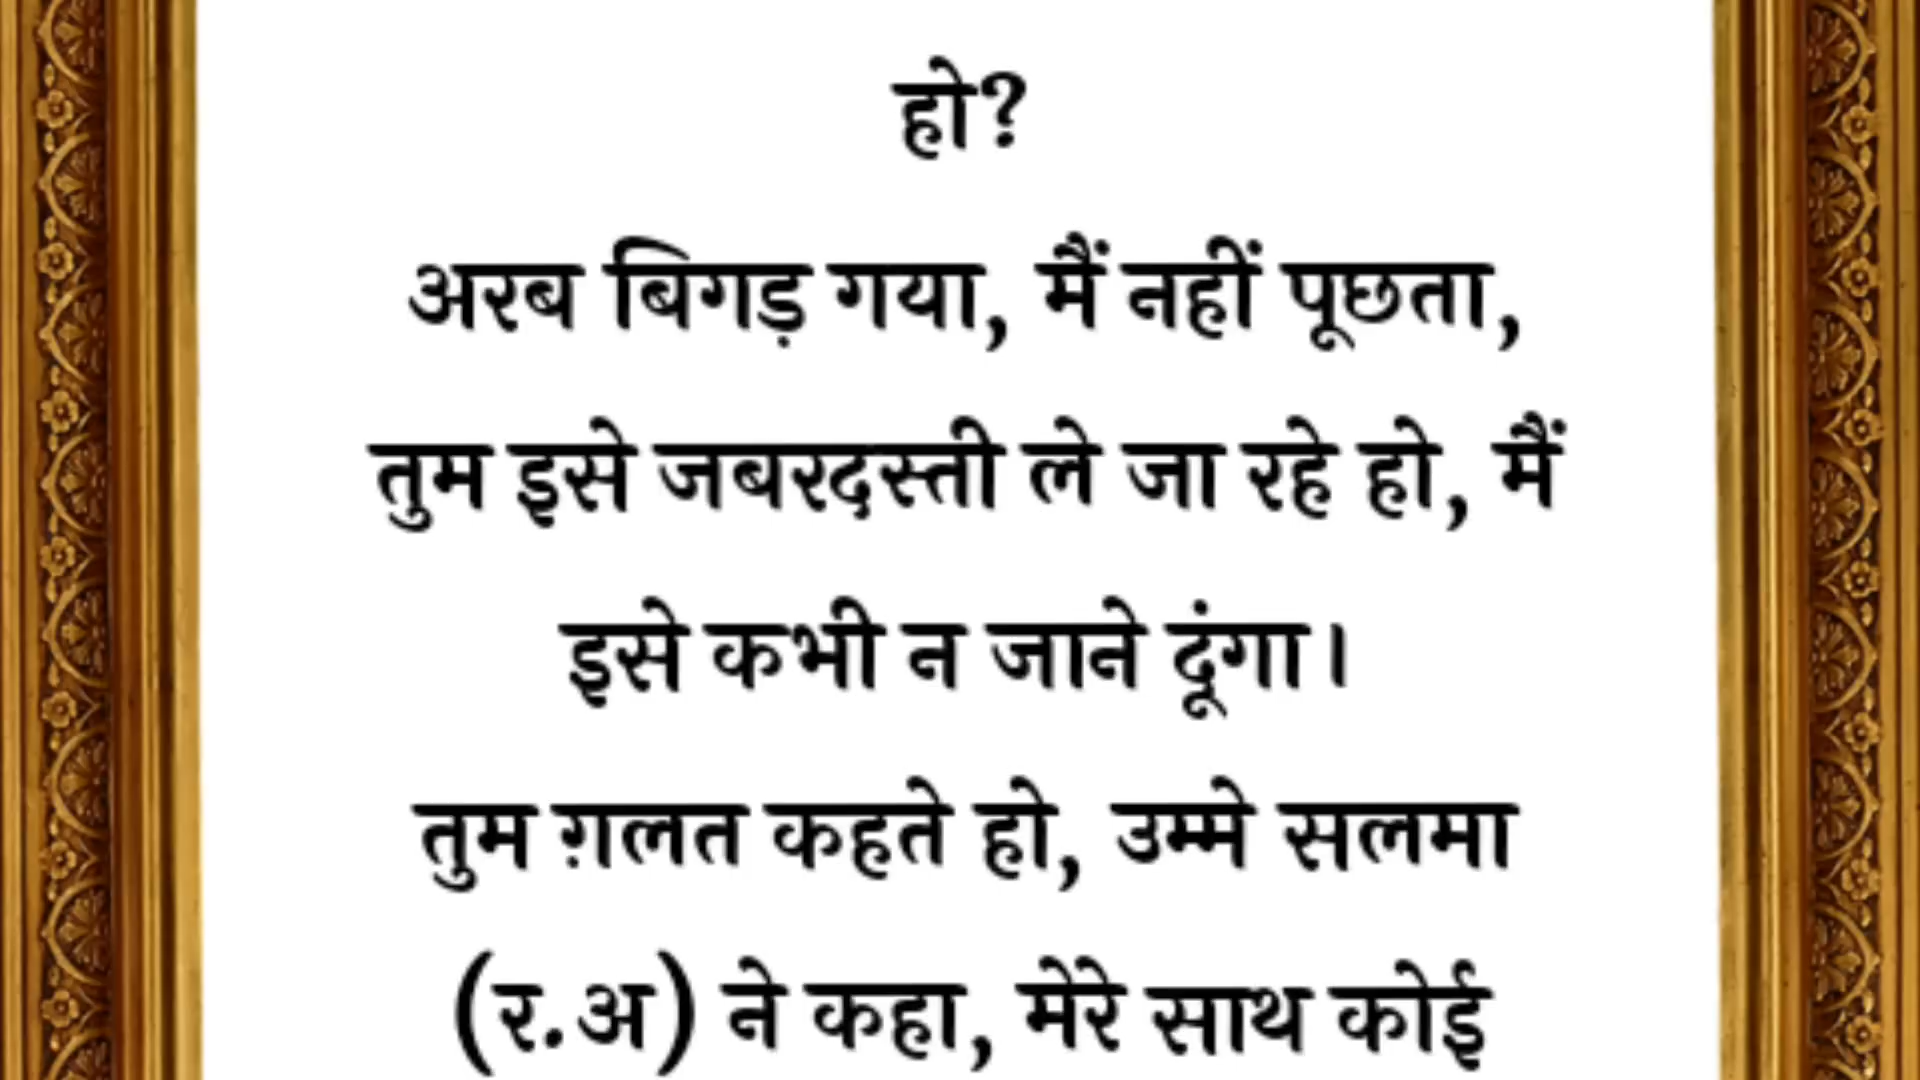 हो?
अरब बिगड़ गया, मैं नहीं पूछता,
तुम इसे जबरदस्ती ले जा रहे हो, मैं
इसे कभी न जाने दूंगा।
तुम ग़लत कहते हो, उम्मे सलमा
(र.अ) ने कहा, मेरे साथ कोई